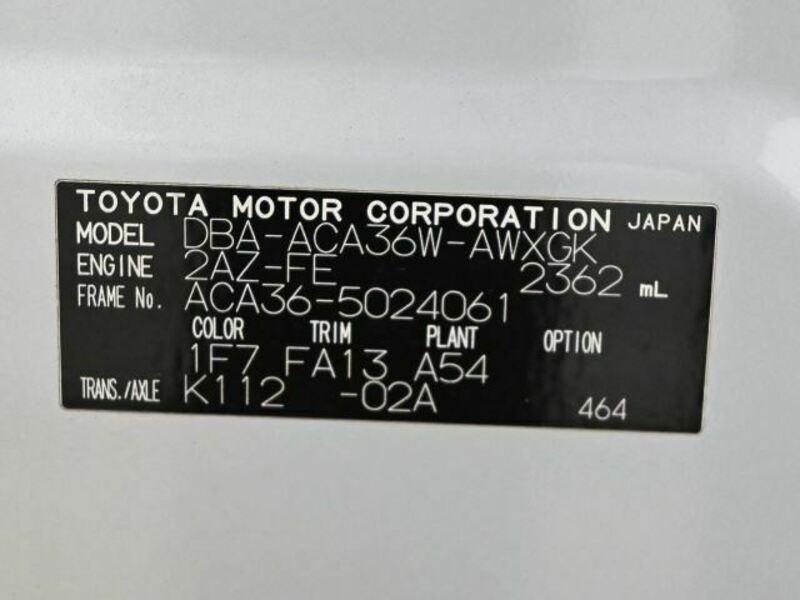 TOYOTA MOTOR CORPORATION JAPAN
MODEL DBA-ACA36W-AWXGK
ENGINE 2AZ-FE 2362 mL
FRAME No. ACA36-5024061
COLOR TRIM PLANT OPTION
1F7 FA13 A54
TRANS./AXLE K112 -02A 464